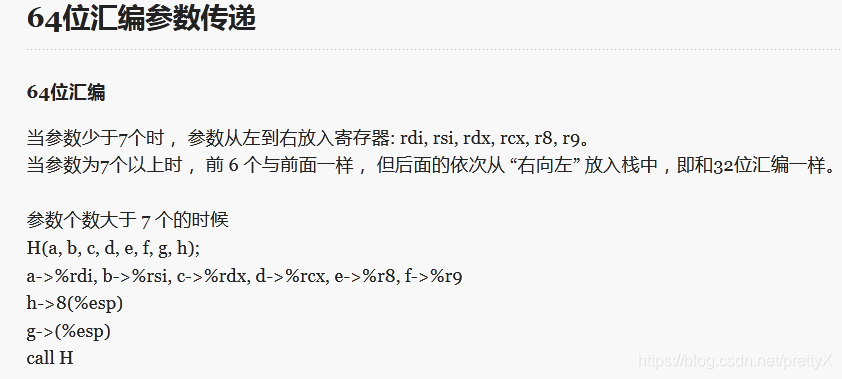 64位汇编参数传递
64位汇编
当参数少于7个时， 参数从左到右放入寄存器: rdi, rsi, rdx, rcx, r8, r9。
当参数为7个以上时， 前 6 个与前面一样， 但后面的依次从 “右向左” 放入栈中，即和32位汇编一样。
参数个数大于 7 个的时候
H(a, b, c, d, e, f, g, h);
a->%rdi, b->%rsi, c->%rdx, d->%rcx, e->%r8, f->%r9
h->8(%esp)
g->(%esp)
call H
https://blog.csdn.net/prettyX